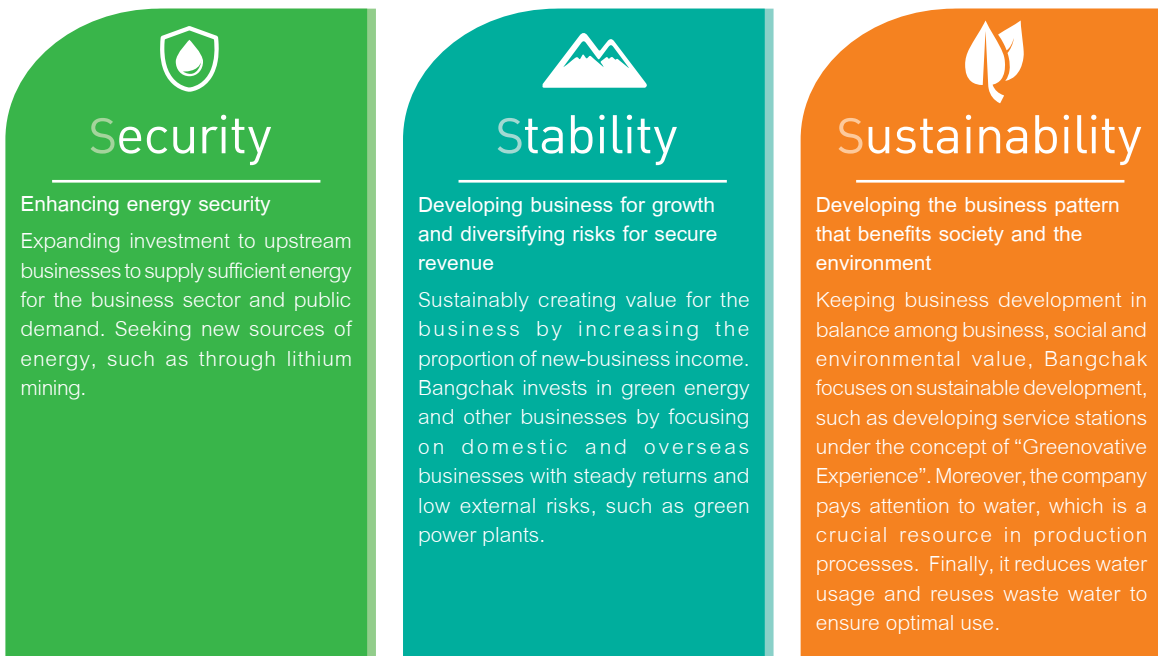 Security
Enhancing energy security
Expanding investment to upstream
businesses to supply sufficient energy
for the business sector and public
demand. Seeking new sources of
energy, such as through lithium
mining.
Stability
Developing business for growth
and diversifying risks for secure
revenue
Sustainably creating value for the
business by increasing the
proportion of new-business income.
Bangchak invests in green energy
and other businesses by focusing
on domestic and overseas
businesses with steady returns and
low external risks, such as green
power plants.
Sustainability
Developing the business pattern
that benefits society and the
environment
Keeping business development in
balance among business, social and
environmental value, Bangchak
focuses on sustainable development,
such as developing service stations
under the concept of “Greenovative
Experience”. Moreover, the company
pays attention to water, which is a
crucial resource in production
processes. Finally, it reduces water
usage and reuses waste water to
ensure optimal use.